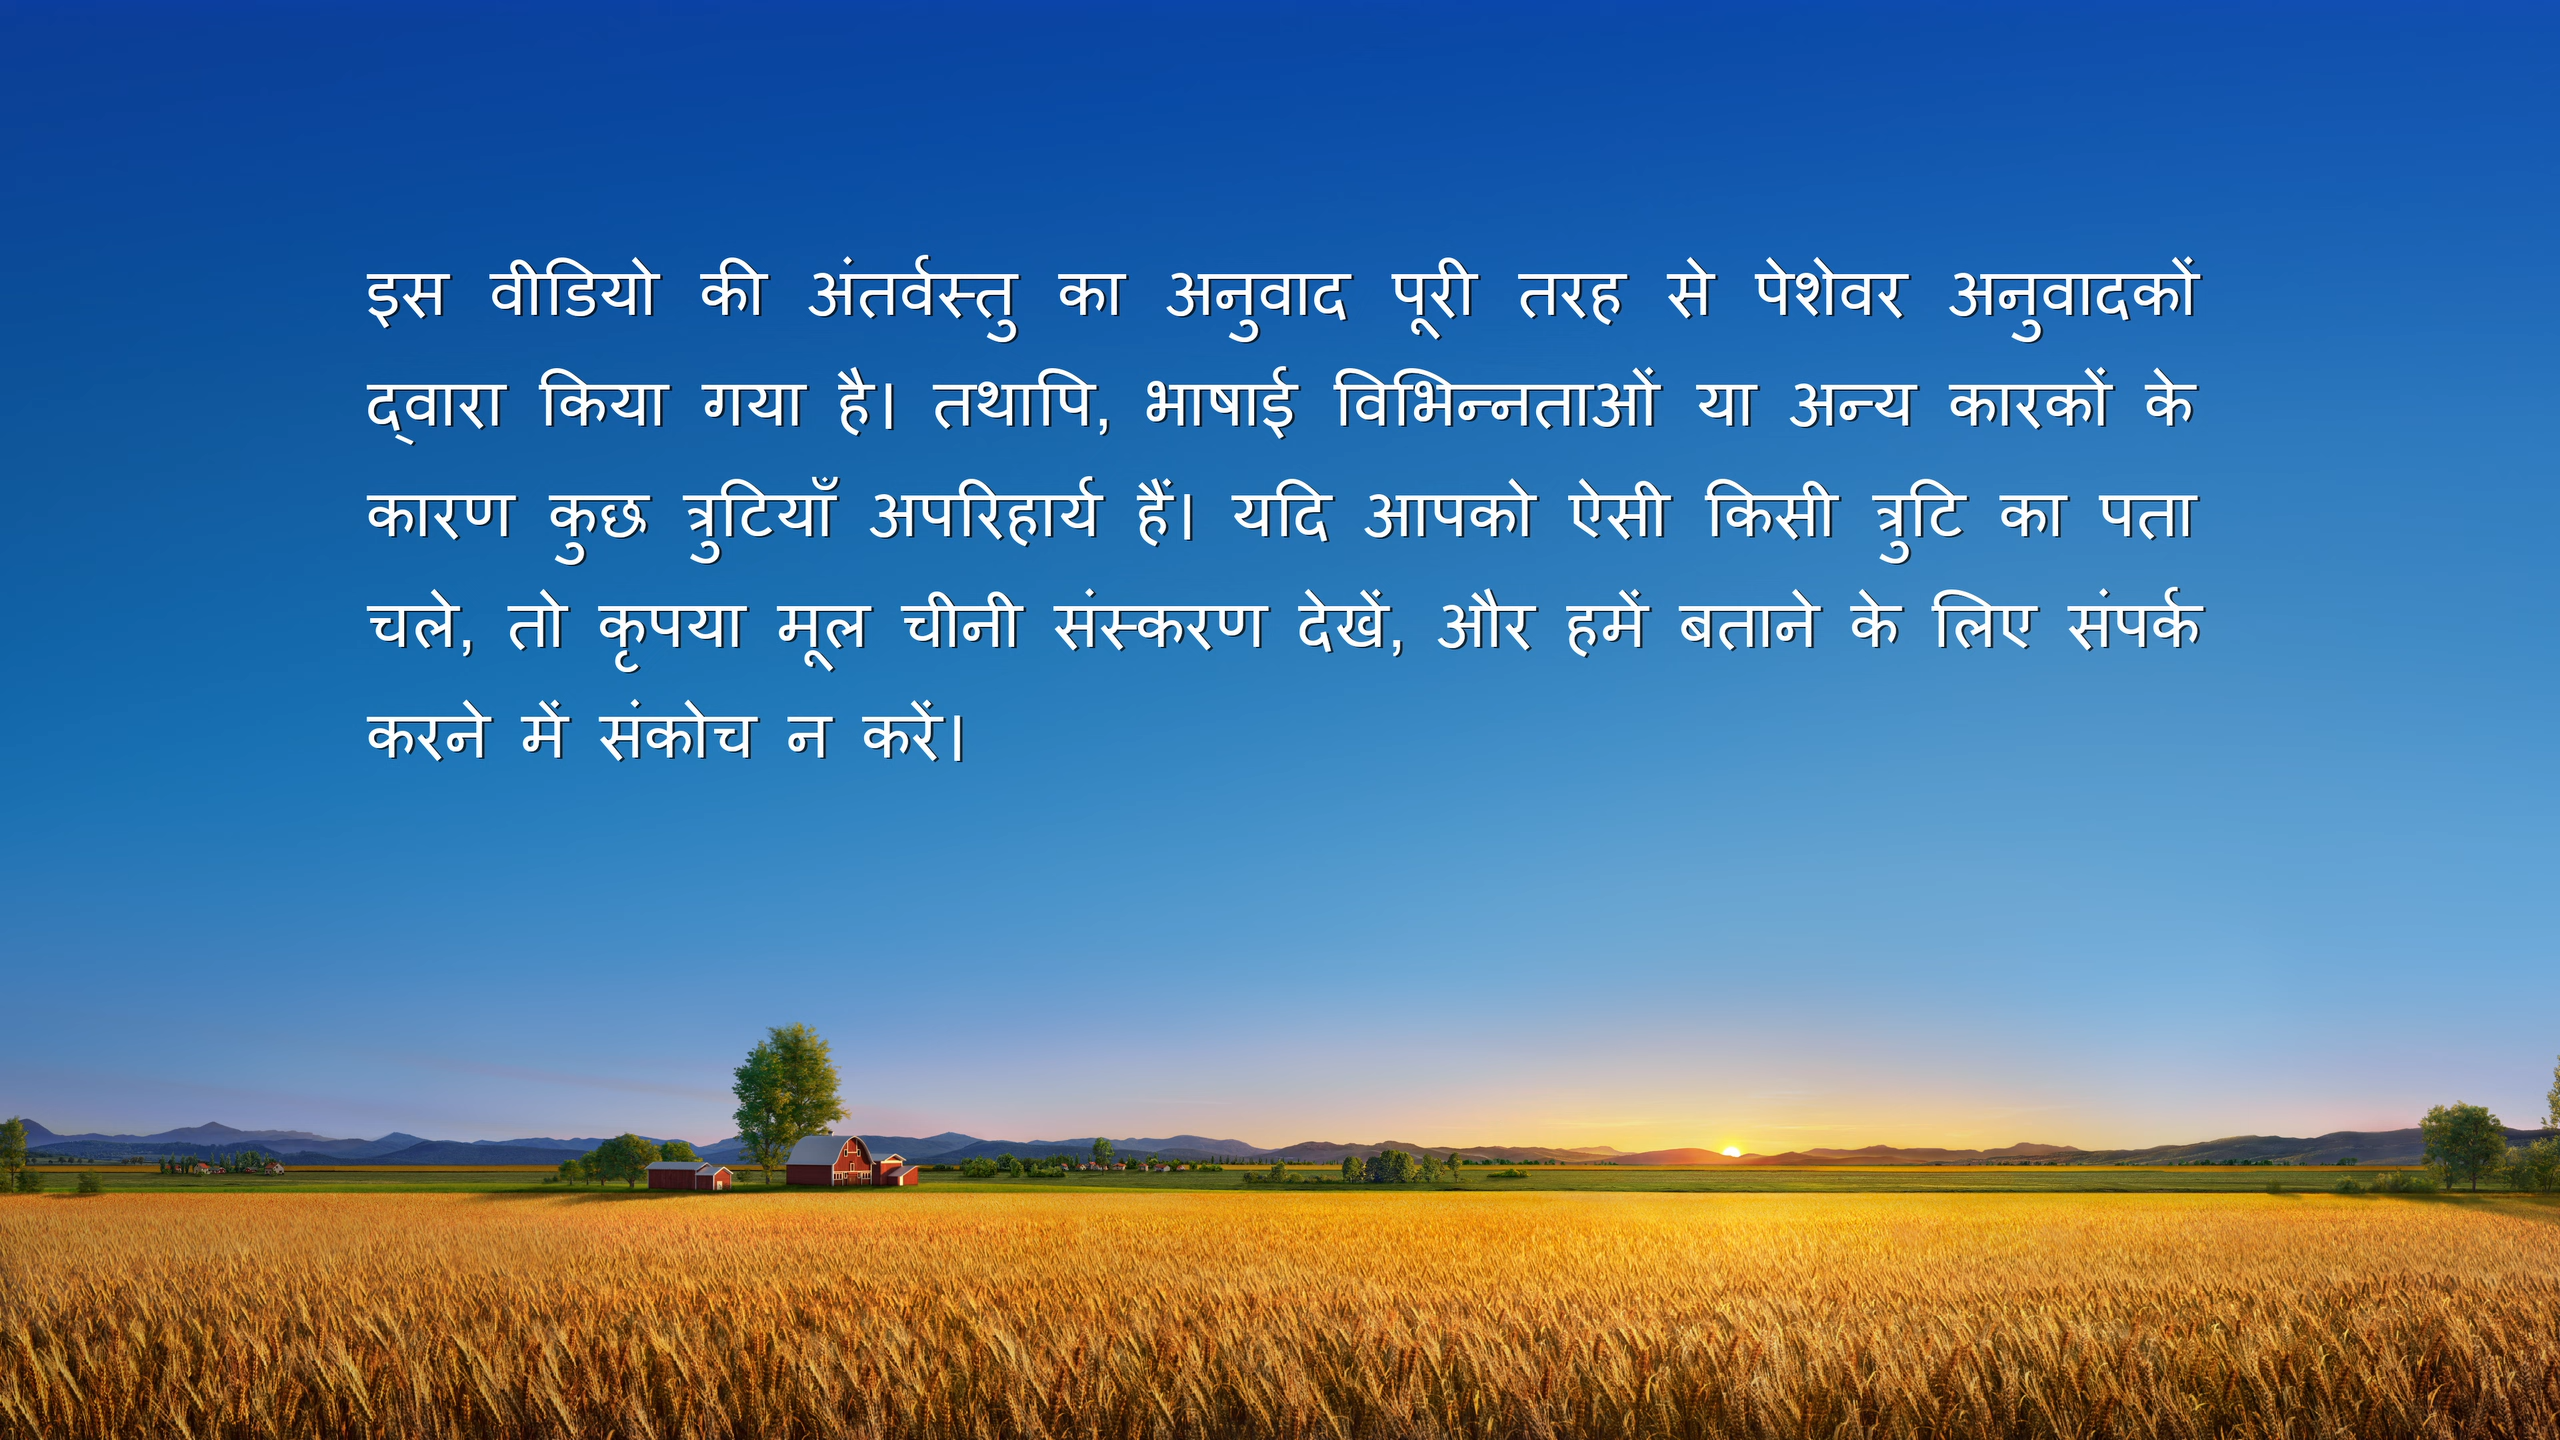 इस वीडियो की अंतर्वस्तु का अनुवाद पूरी तरह से पेशेवर अनुवादकों
द्वारा किया गया है। तथापि, भाषाई विभिन्नताओं या अन्य कारकों के
कारण कुछ त्रुटियाँ अपरिहार्य हैं। यदि आपको ऐसी किसी त्रुटि का पता
चले, तो कृपया मूल चीनी संस्करण देखें, और हमें बताने के लिए संपर्क
करने में संकोच न करें।